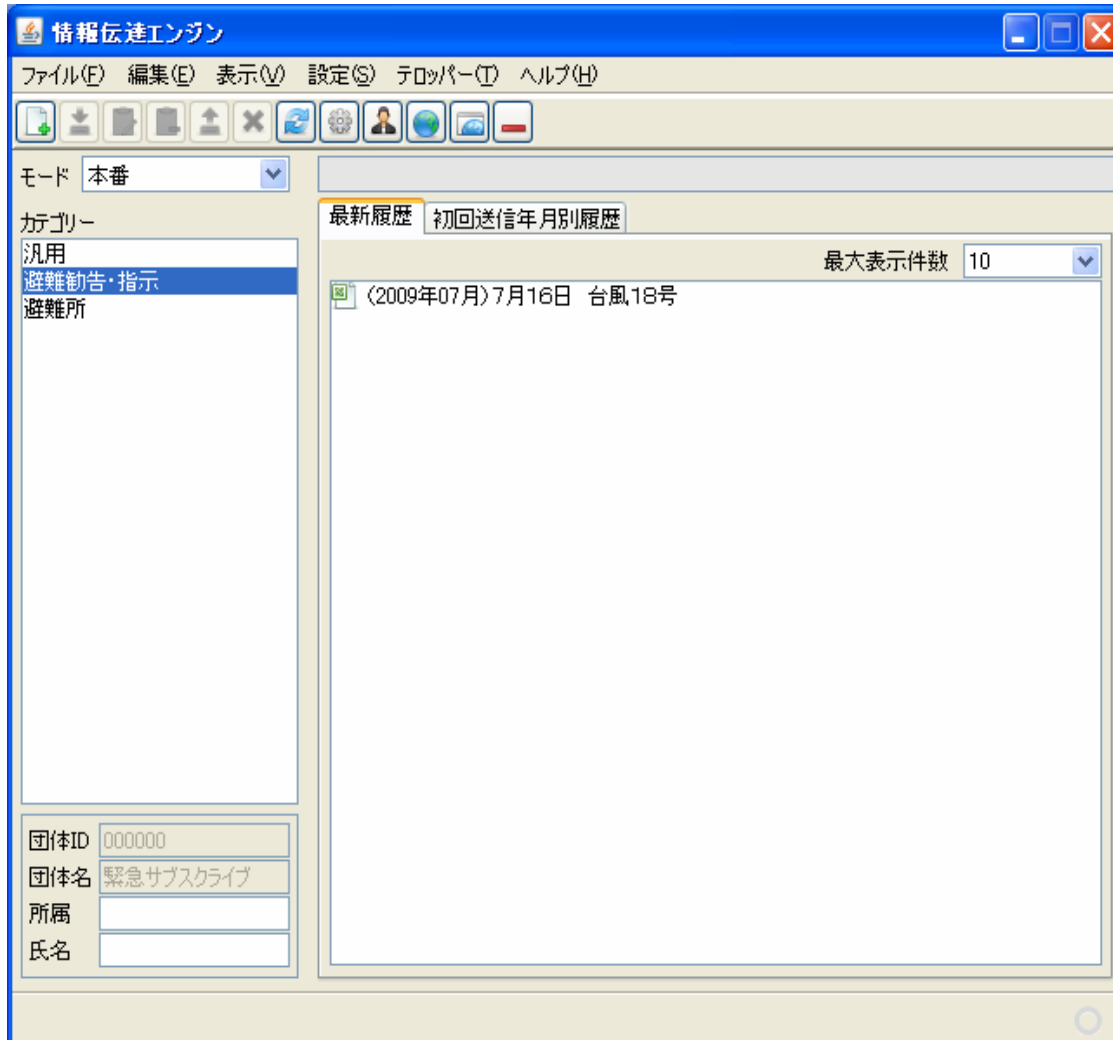 情報伝達エンジン
ファイル(F) 編集(E) 表示(V) 設定(S) テロッパー(T) ヘルプ(H)
モード 本番
カテゴリー
汎用
避難勧告・指示
避難所
最新履歴 初回送信年月別履歴
最大表示件数 10
(2009年07月)7月16日 台風18号
団体ID 000000
団体名 緊急サブスクライブ
所属
氏名